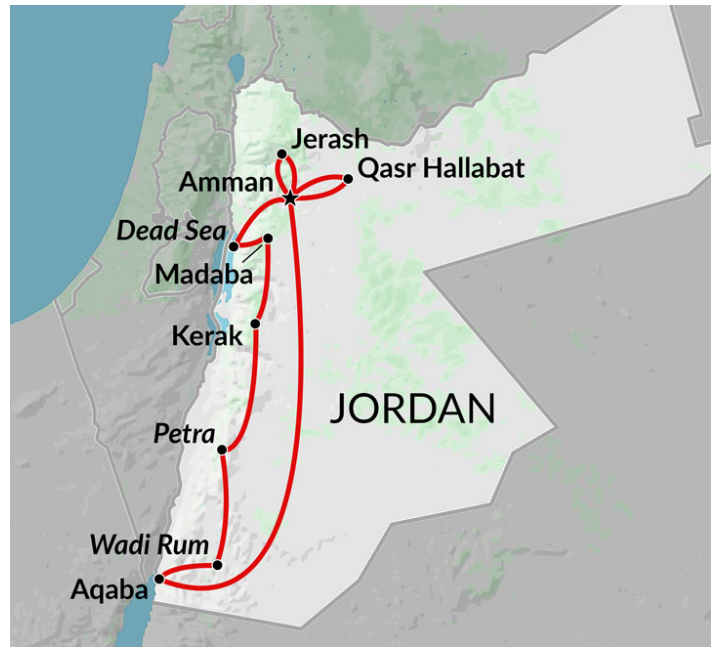 Jerash
Qasr Hallabat
Amman
Dead Sea
Madaba
Kerak
JORDAN
Petra
Wadi Rum
Aqaba